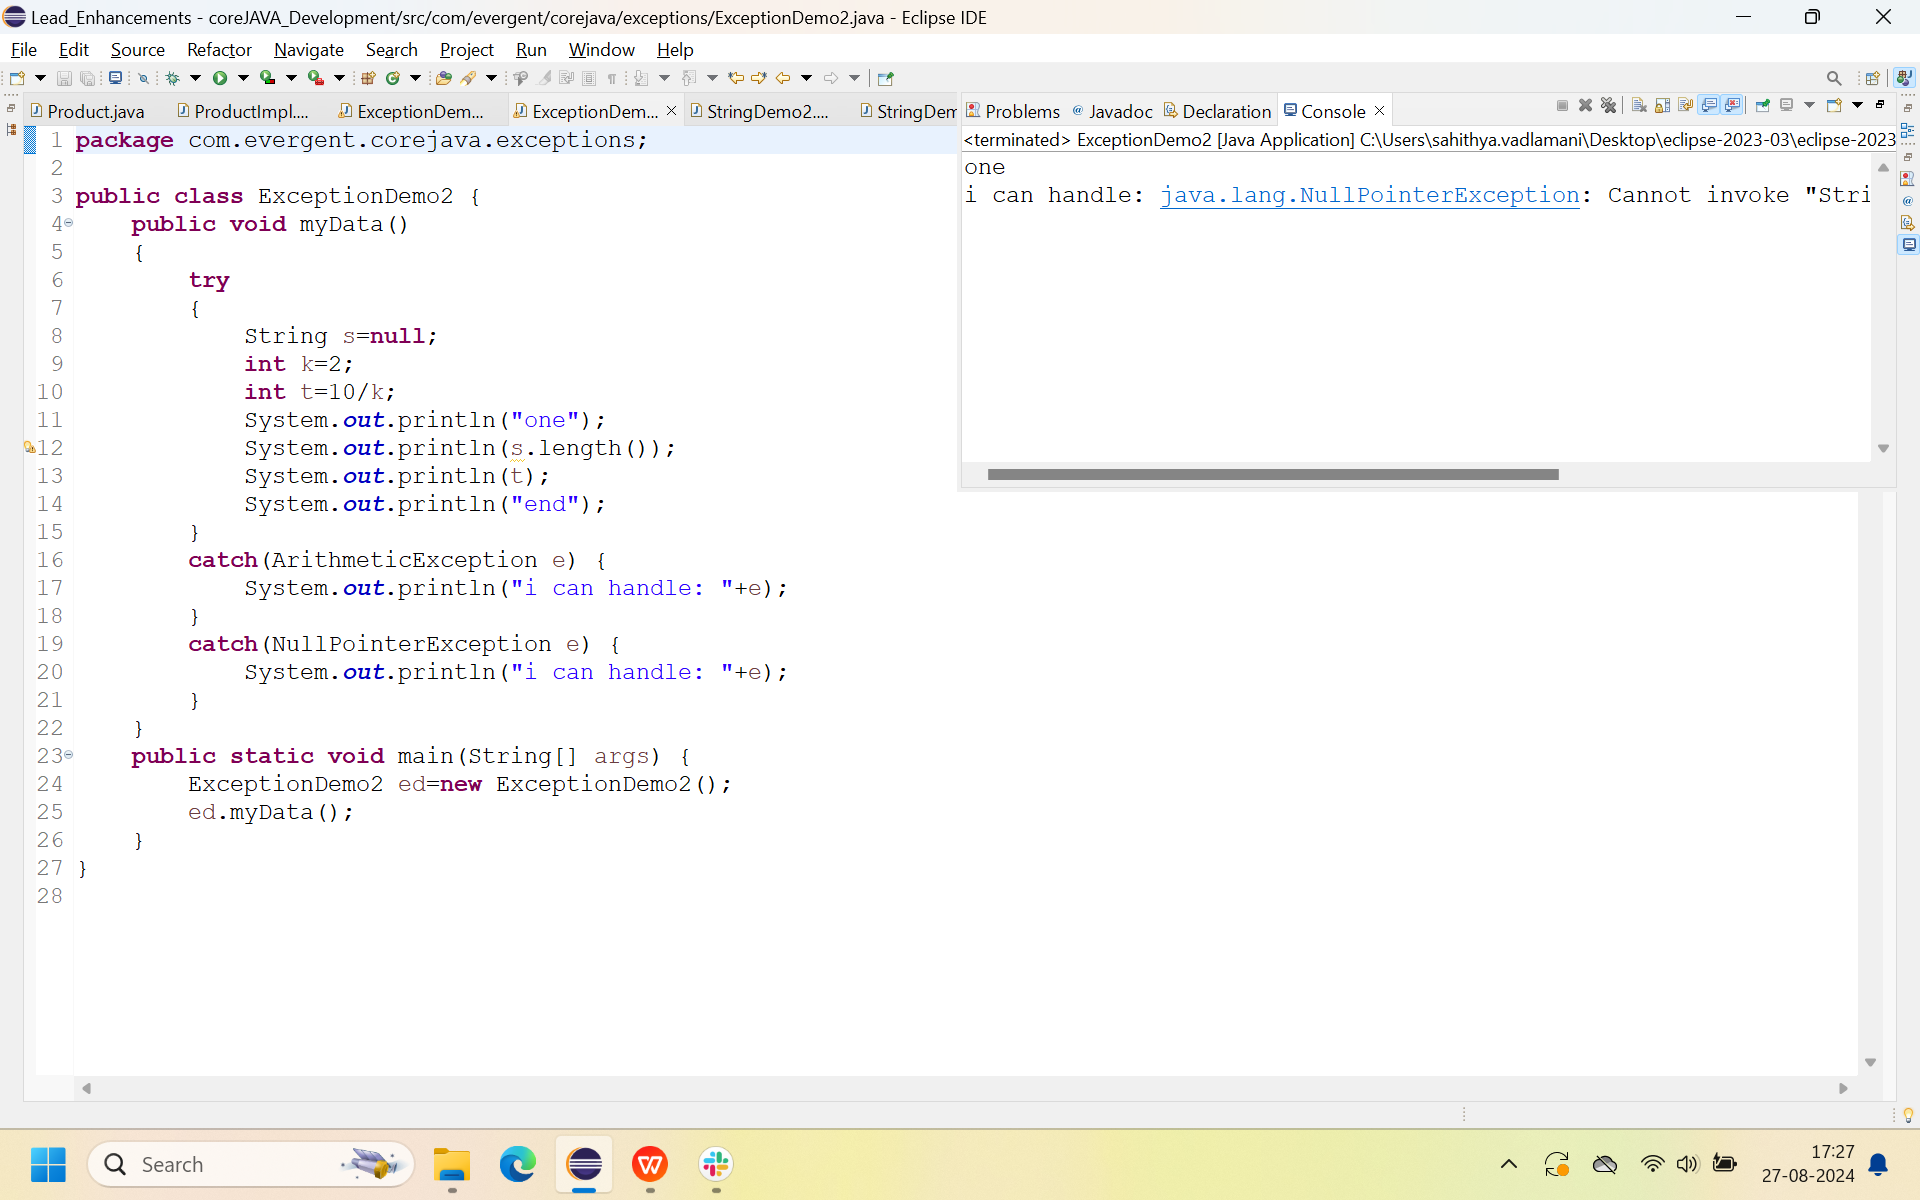 Lead_Enhancements - coreJAVA_Development/src/com/evergent/corejava/exceptions/ExceptionDemo2.java - Eclipse IDE
File Edit Source Refactor Navigate Search Project Run Window Help
Product.java ProductImpl.... ExceptionDem... ExceptionDem... StringDemo2.... StringDem
Problems Javadoc Declaration Console
<terminated> ExceptionDemo2 [Java Application] C:\Users\sahithya.vadlamani\Desktop\eclipse-2023-03\eclipse-2023
one
i can handle: java.lang.NullPointerException: Cannot invoke "Stri
1 package com.evergent.corejava.exceptions;
2
3 public class ExceptionDemo2 {
4 public void myData()
5 {
6 try
7 {
8 String s=null;
9 int k=2;
10 int t=10/k;
11 System.out.println("one");
12 System.out.println(s.length());
13 System.out.println(t);
14 System.out.println("end");
15 }
16 catch(ArithmeticException e) {
17 System.out.println("i can handle: "+e);
18 }
19 catch(NullPointerException e) {
20 System.out.println("i can handle: "+e);
21 }
22 }
23 public static void main(String[] args) {
24 ExceptionDemo2 ed=new ExceptionDemo2();
25 ed.myData();
26 }
27 }
28
Search
17:27
27-08-2024